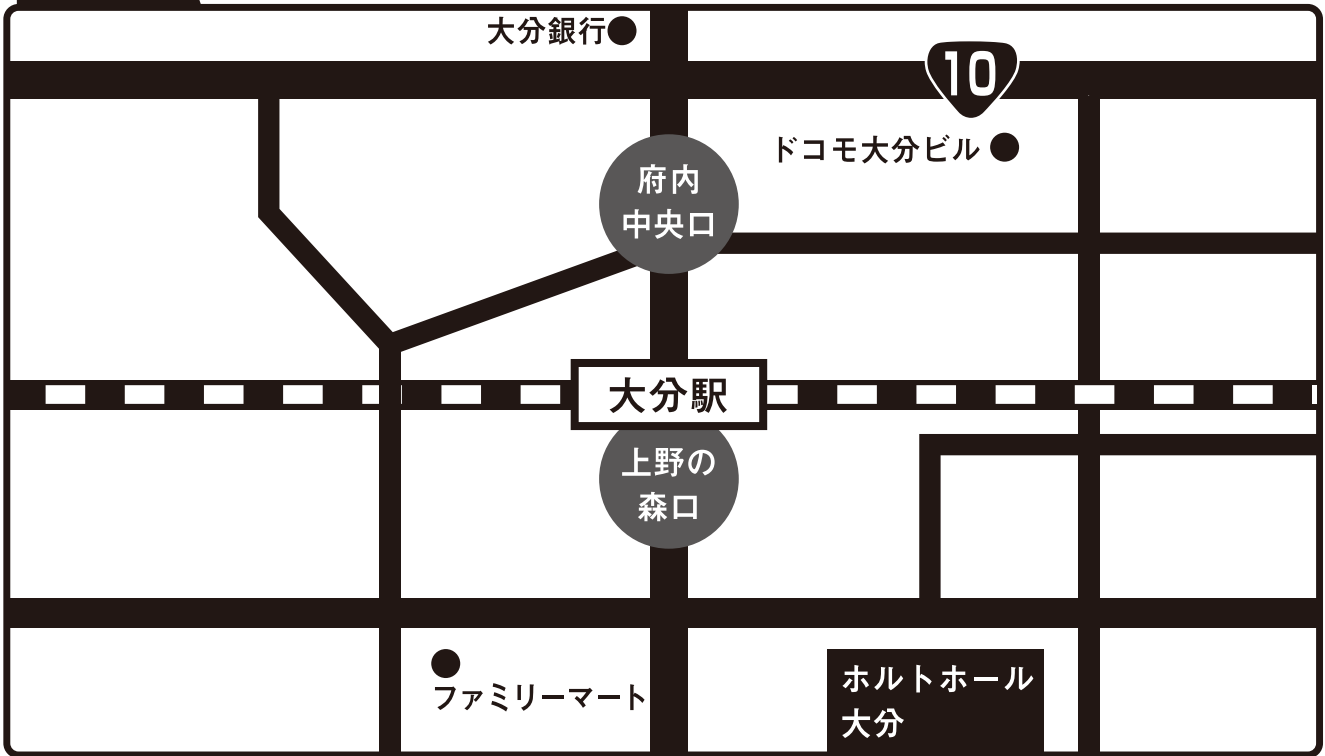 大分銀行
10
ドコモ大分ビル
府内
中央口
大分駅
上野の
森口
ファミリーマート
ホルトホール
大分